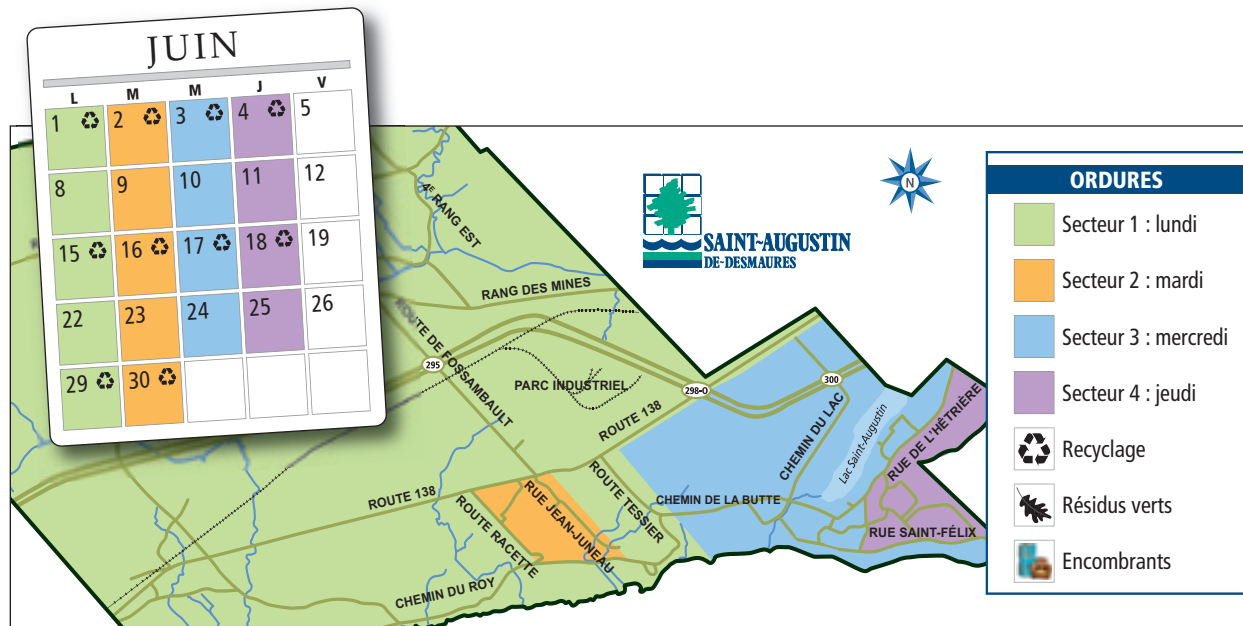 JUIN
L M M J V
1 2 3 4 5
8 9 10 11 12
15 16 17 18 19
22 23 24 25 26
29 30
4E RANG EST
RANG DES MINES
ROUTE DE FOSSAMBAULT
295
PARC INDUSTRIEL
298-O
300
ROUTE 138
CHEMIN DU LAC
Lac Saint-Augustin
RUE DE L'HÊTRIÈRE
ROUTE 138
RUE JEAN-JUNEAU
ROUTE TESSIER
CHEMIN DE LA BUTTE
ROUTE RACETTE
RUE SAINT-FÉLIX
CHEMIN DU ROY
SAINT-AUGUSTIN
DE-DESMAURES
N
ORDURES
Secteur 1 : lundi
Secteur 2 : mardi
Secteur 3 : mercredi
Secteur 4 : jeudi
Recyclage
Résidus verts
Encombrants